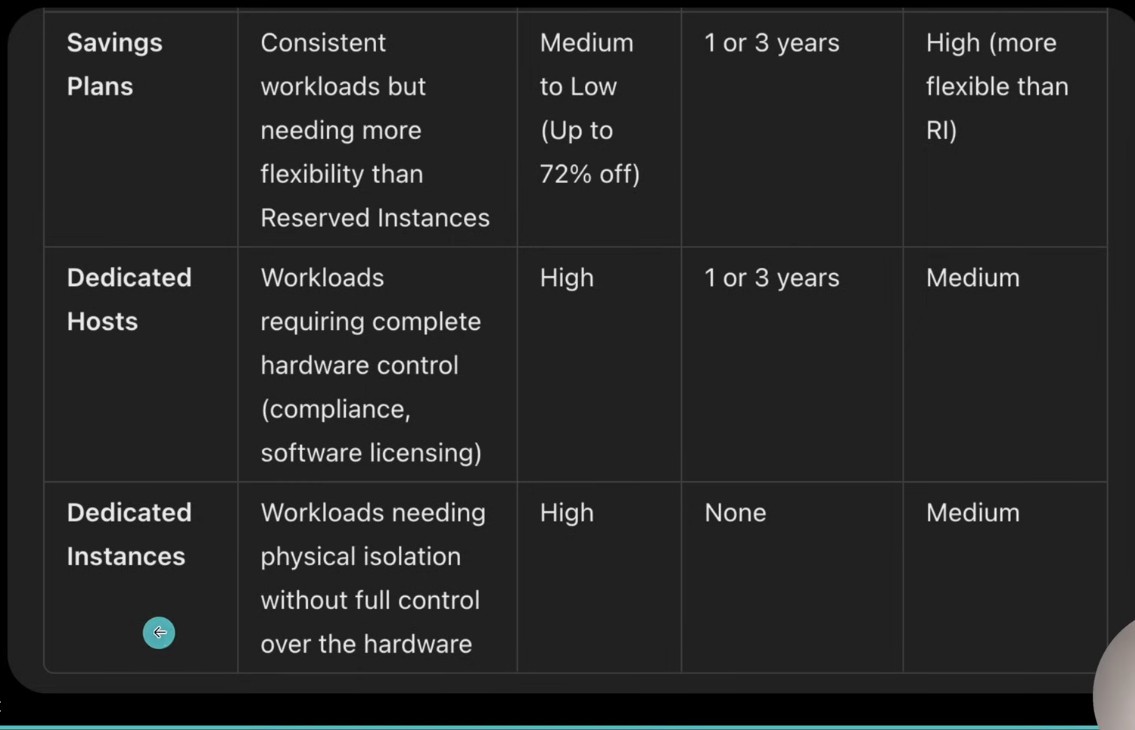 Savings Plans
Consistent workloads but needing more flexibility than Reserved Instances
Medium to Low (Up to 72% off)
1 or 3 years
High (more flexible than RI)
Dedicated Hosts
Workloads requiring complete hardware control (compliance, software licensing)
High
1 or 3 years
Medium
Dedicated Instances
Workloads needing physical isolation without full control over the hardware
High
None
Medium